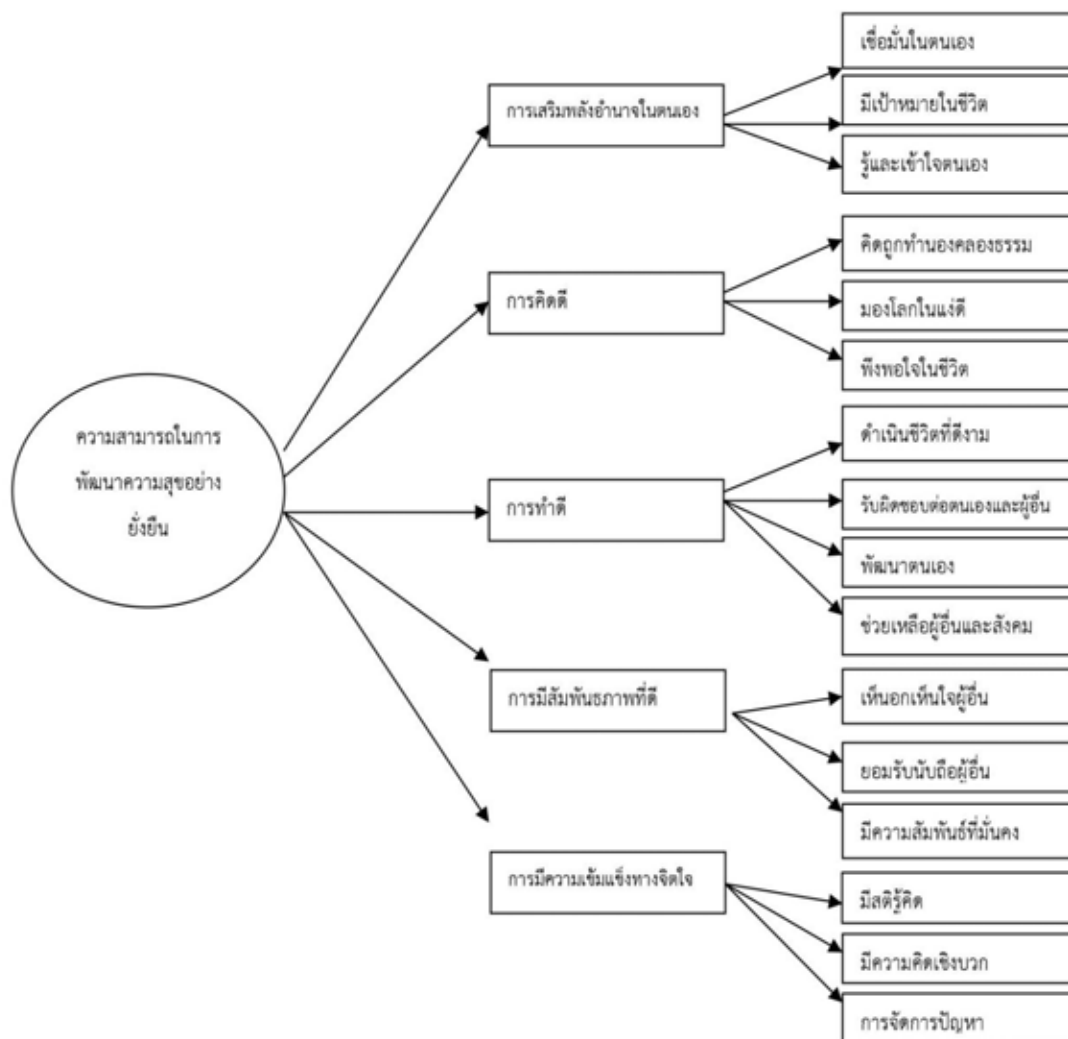 ความสามารถในการ
พัฒนาความสุขอย่าง
ยั่งยืน
การเสริมพลังอำนาจในตนเอง
เชื่อมั่นในตนเอง
มีเป้าหมายในชีวิต
รู้และเข้าใจตนเอง
การคิดดี
คิดถูกทำนองคลองธรรม
มองโลกในแง่ดี
พึงพอใจในชีวิต
การทำดี
ดำเนินชีวิตที่ดีงาม
รับผิดชอบต่อตนเองและผู้อื่น
พัฒนาตนเอง
ช่วยเหลือผู้อื่นและสังคม
การมีสัมพันธภาพที่ดี
เห็นอกเห็นใจผู้อื่น
ยอมรับนับถือผู้อื่น
มีความสัมพันธ์ที่มั่นคง
การมีความเข้มแข็งทางจิตใจ
มีสติรู้คิด
มีความคิดเชิงบวก
การจัดการปัญหา